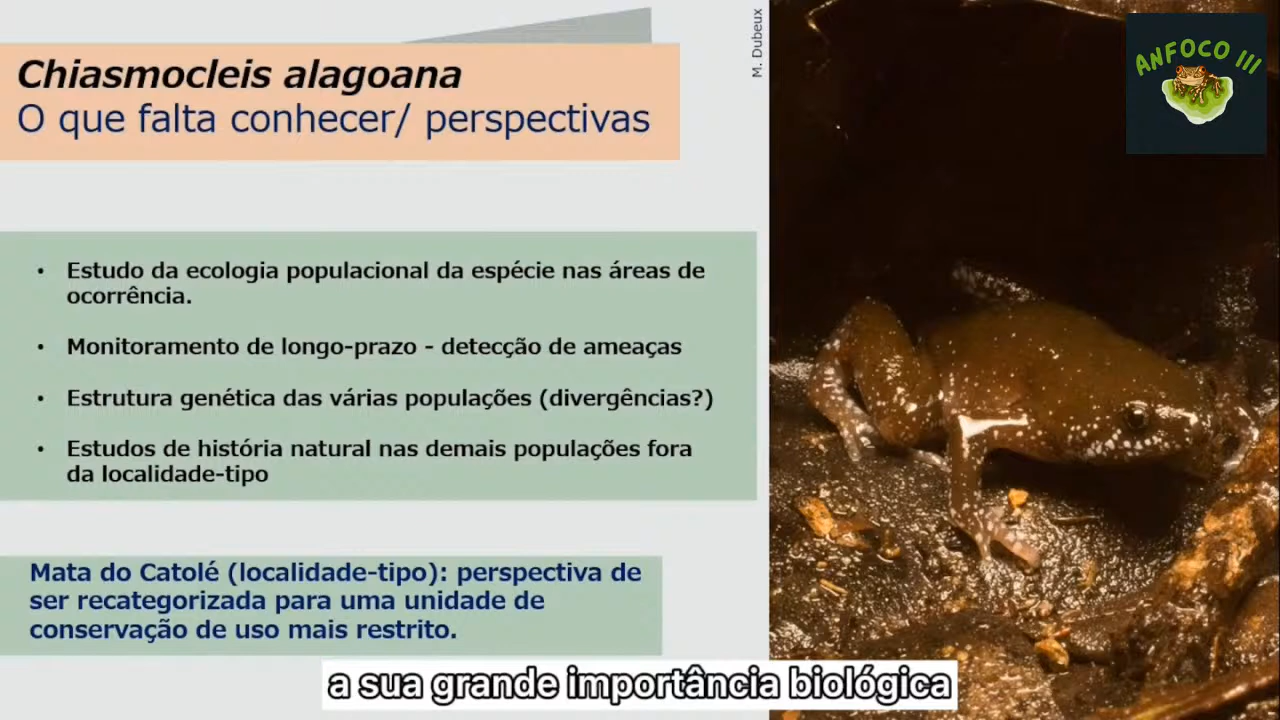 Chiasmocleis alagoana
O que falta conhecer/ perspectivas
M. Dubeux
ANFOCO III
• Estudo da ecologia populacional da espécie nas áreas de
ocorrência.
• Monitoramento de longo-prazo - detecção de ameaças
• Estrutura genética das várias populações (divergências?)
• Estudos de história natural nas demais populações fora
da localidade-tipo
Mata do Catolé (localidade-tipo): perspectiva de
ser recategorizada para uma unidade de
conservação de uso mais restrito.
a sua grande importância biológica